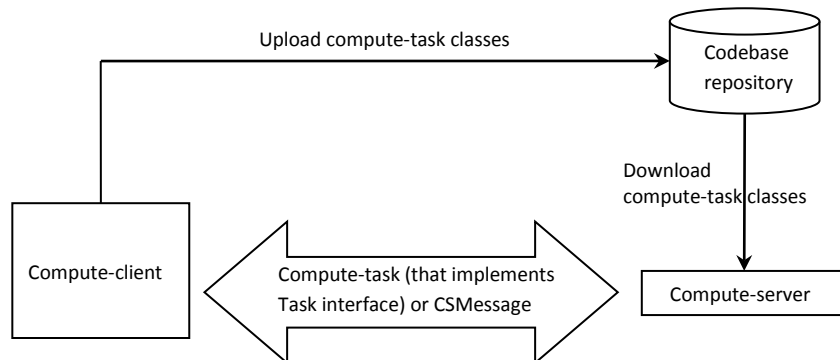 Upload compute-task classes
Codebase
repository
Download
compute-task classes
Compute-client
Compute-task (that implements
Task interface) or CSMessage
Compute-server